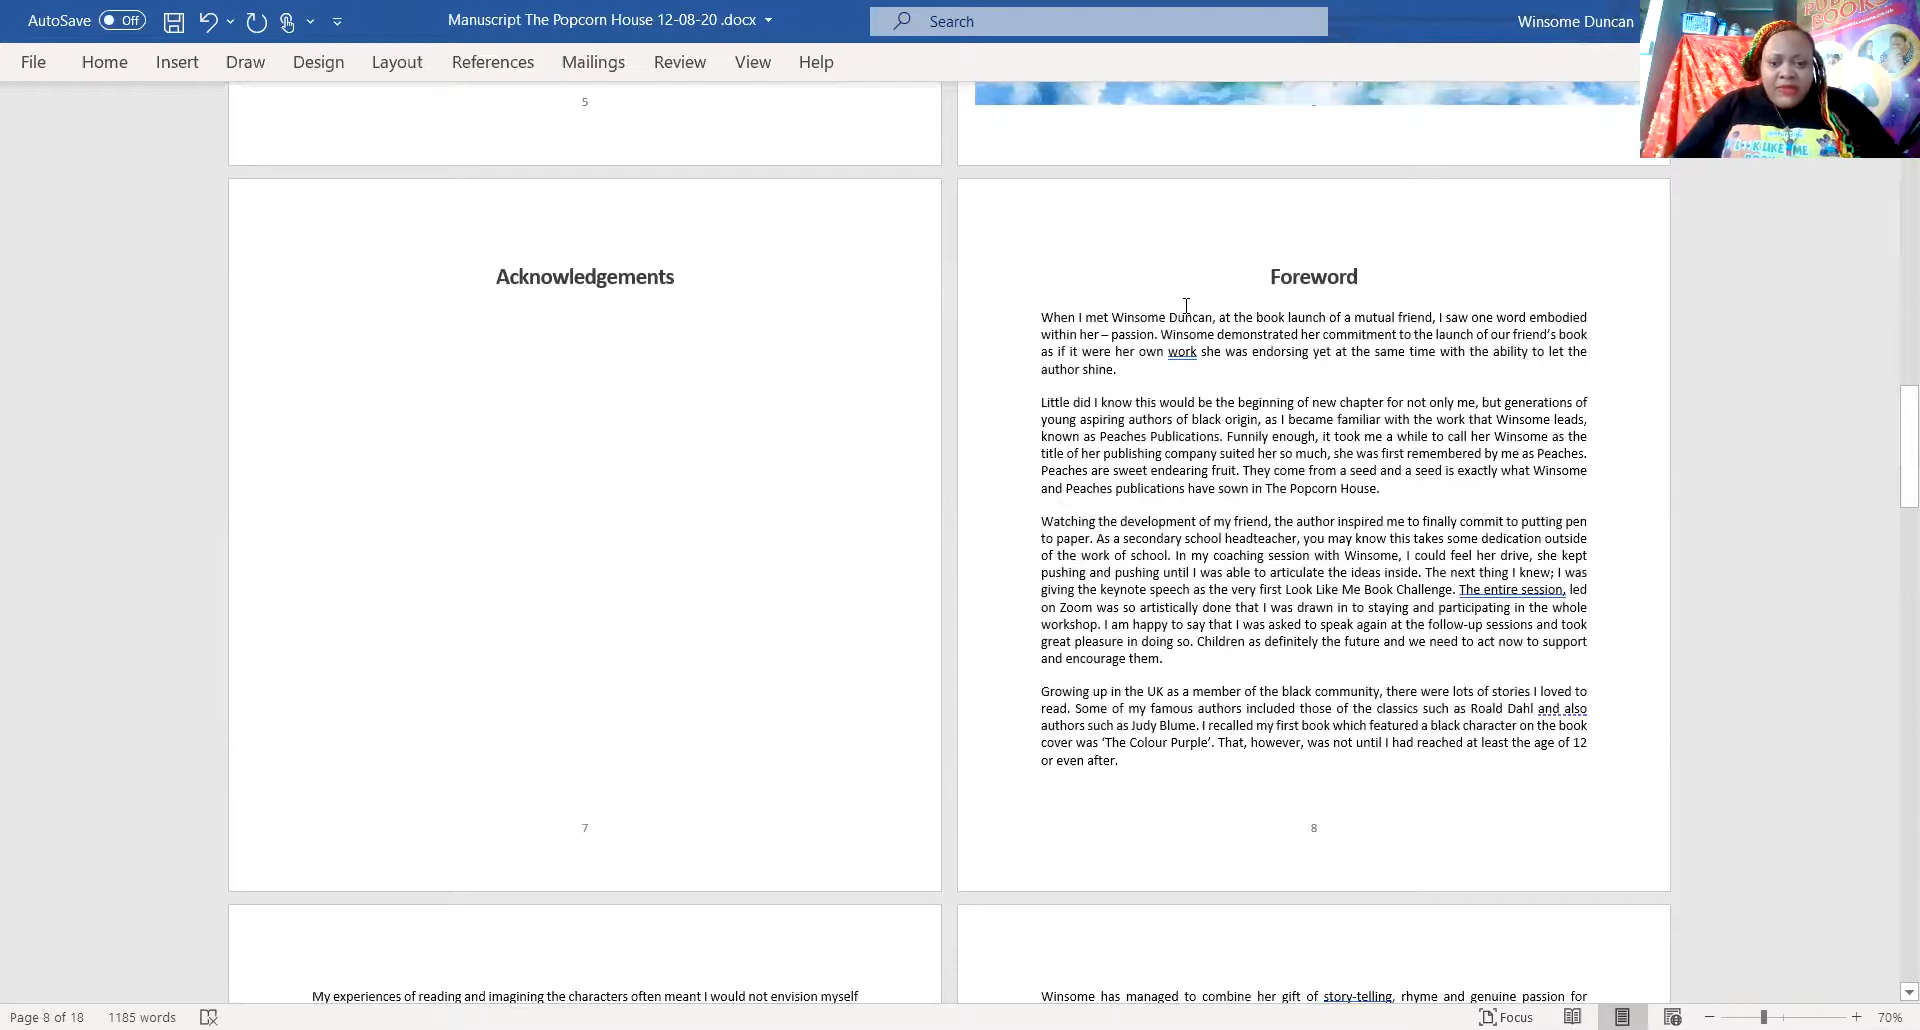 AutoSave Off
Manuscript The Popcorn House 12-08-20 .docx
Search
Winsome Duncan
File Home Insert Draw Design Layout References Mailings Review View Help
5
Acknowledgements
7
Foreword
When I met Winsome Duncan, at the book launch of a mutual friend, I saw one word embodied
within her – passion. Winsome demonstrated her commitment to the launch of our friend's book
as if it were her own work she was endorsing yet at the same time with the ability to let the
author shine.
Little did I know this would be the beginning of new chapter for not only me, but generations of
young aspiring authors of black origin, as I became familiar with the work that Winsome leads,
known as Peaches Publications. Funnily enough, it took me a while to call her Winsome as the
title of her publishing company suited her so much, she was first remembered by me as Peaches.
Peaches are sweet endearing fruit. They come from a seed and a seed is exactly what Winsome
and Peaches publications have sown in The Popcorn House.
Watching the development of my friend, the author inspired me to finally commit to putting pen
to paper. As a secondary school headteacher, you may know this takes some dedication outside
of the work of school. In my coaching session with Winsome, I could feel her drive, she kept
pushing and pushing until I was able to articulate the ideas inside. The next thing I knew; I was
giving the keynote speech as the very first Look Like Me Book Challenge. The entire session, led
on Zoom was so artistically done that I was drawn in to staying and participating in the whole
workshop. I am happy to say that I was asked to speak again at the follow-up sessions and took
great pleasure in doing so. Children as definitely the future and we need to act now to support
and encourage them.
Growing up in the UK as a member of the black community, there were lots of stories I loved to
read. Some of my famous authors included those of the classics such as Roald Dahl and also
authors such as Judy Blume. I recalled my first book which featured a black character on the book
cover was ‘The Colour Purple’. That, however, was not until I had reached at least the age of 12
or even after.
8
My experiences of reading and imagining the characters often meant I would not envision myself
Winsome has managed to combine her gift of story-telling, rhyme and genuine passion for
Page 8 of 18 1185 words
Focus
70%